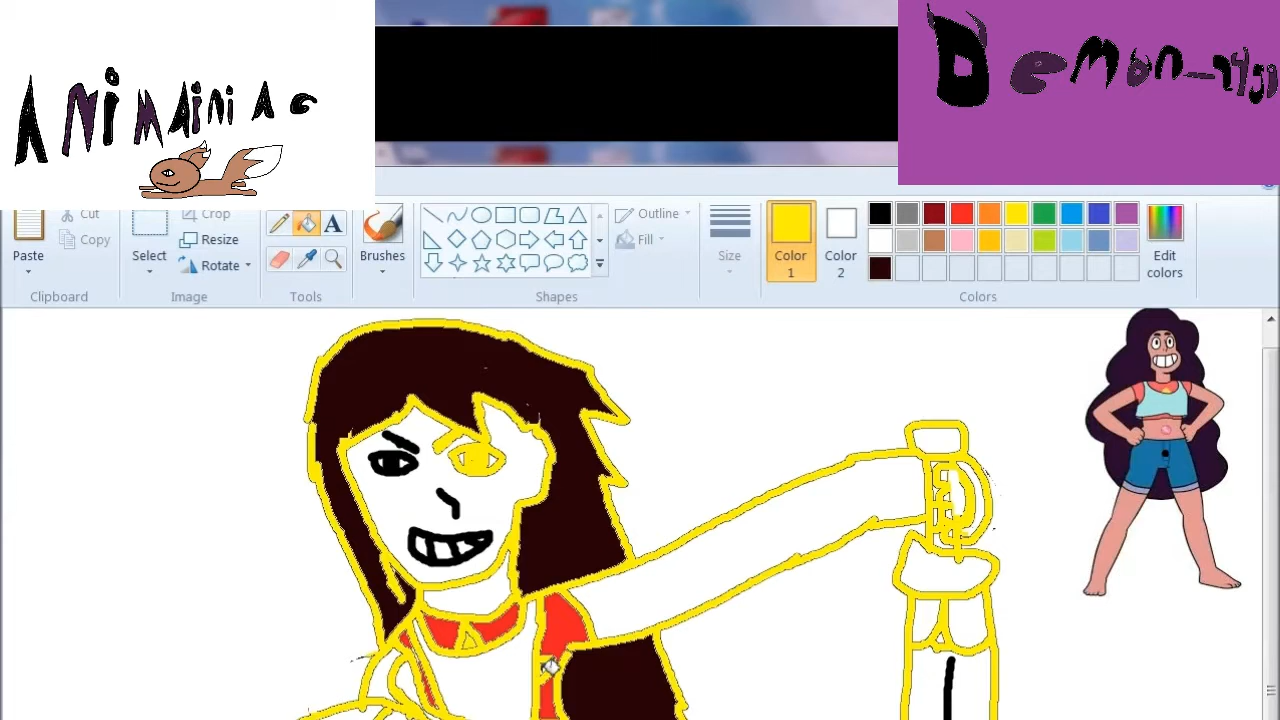 ANiMAiNiAC
Demon_
Cut
Crop
Copy
Resize
Rotate
Paste
Select
Brushes
Outline
Fill
Size
Color 1
Color 2
Edit colors
Clipboard
Image
Tools
Shapes
Colors
A